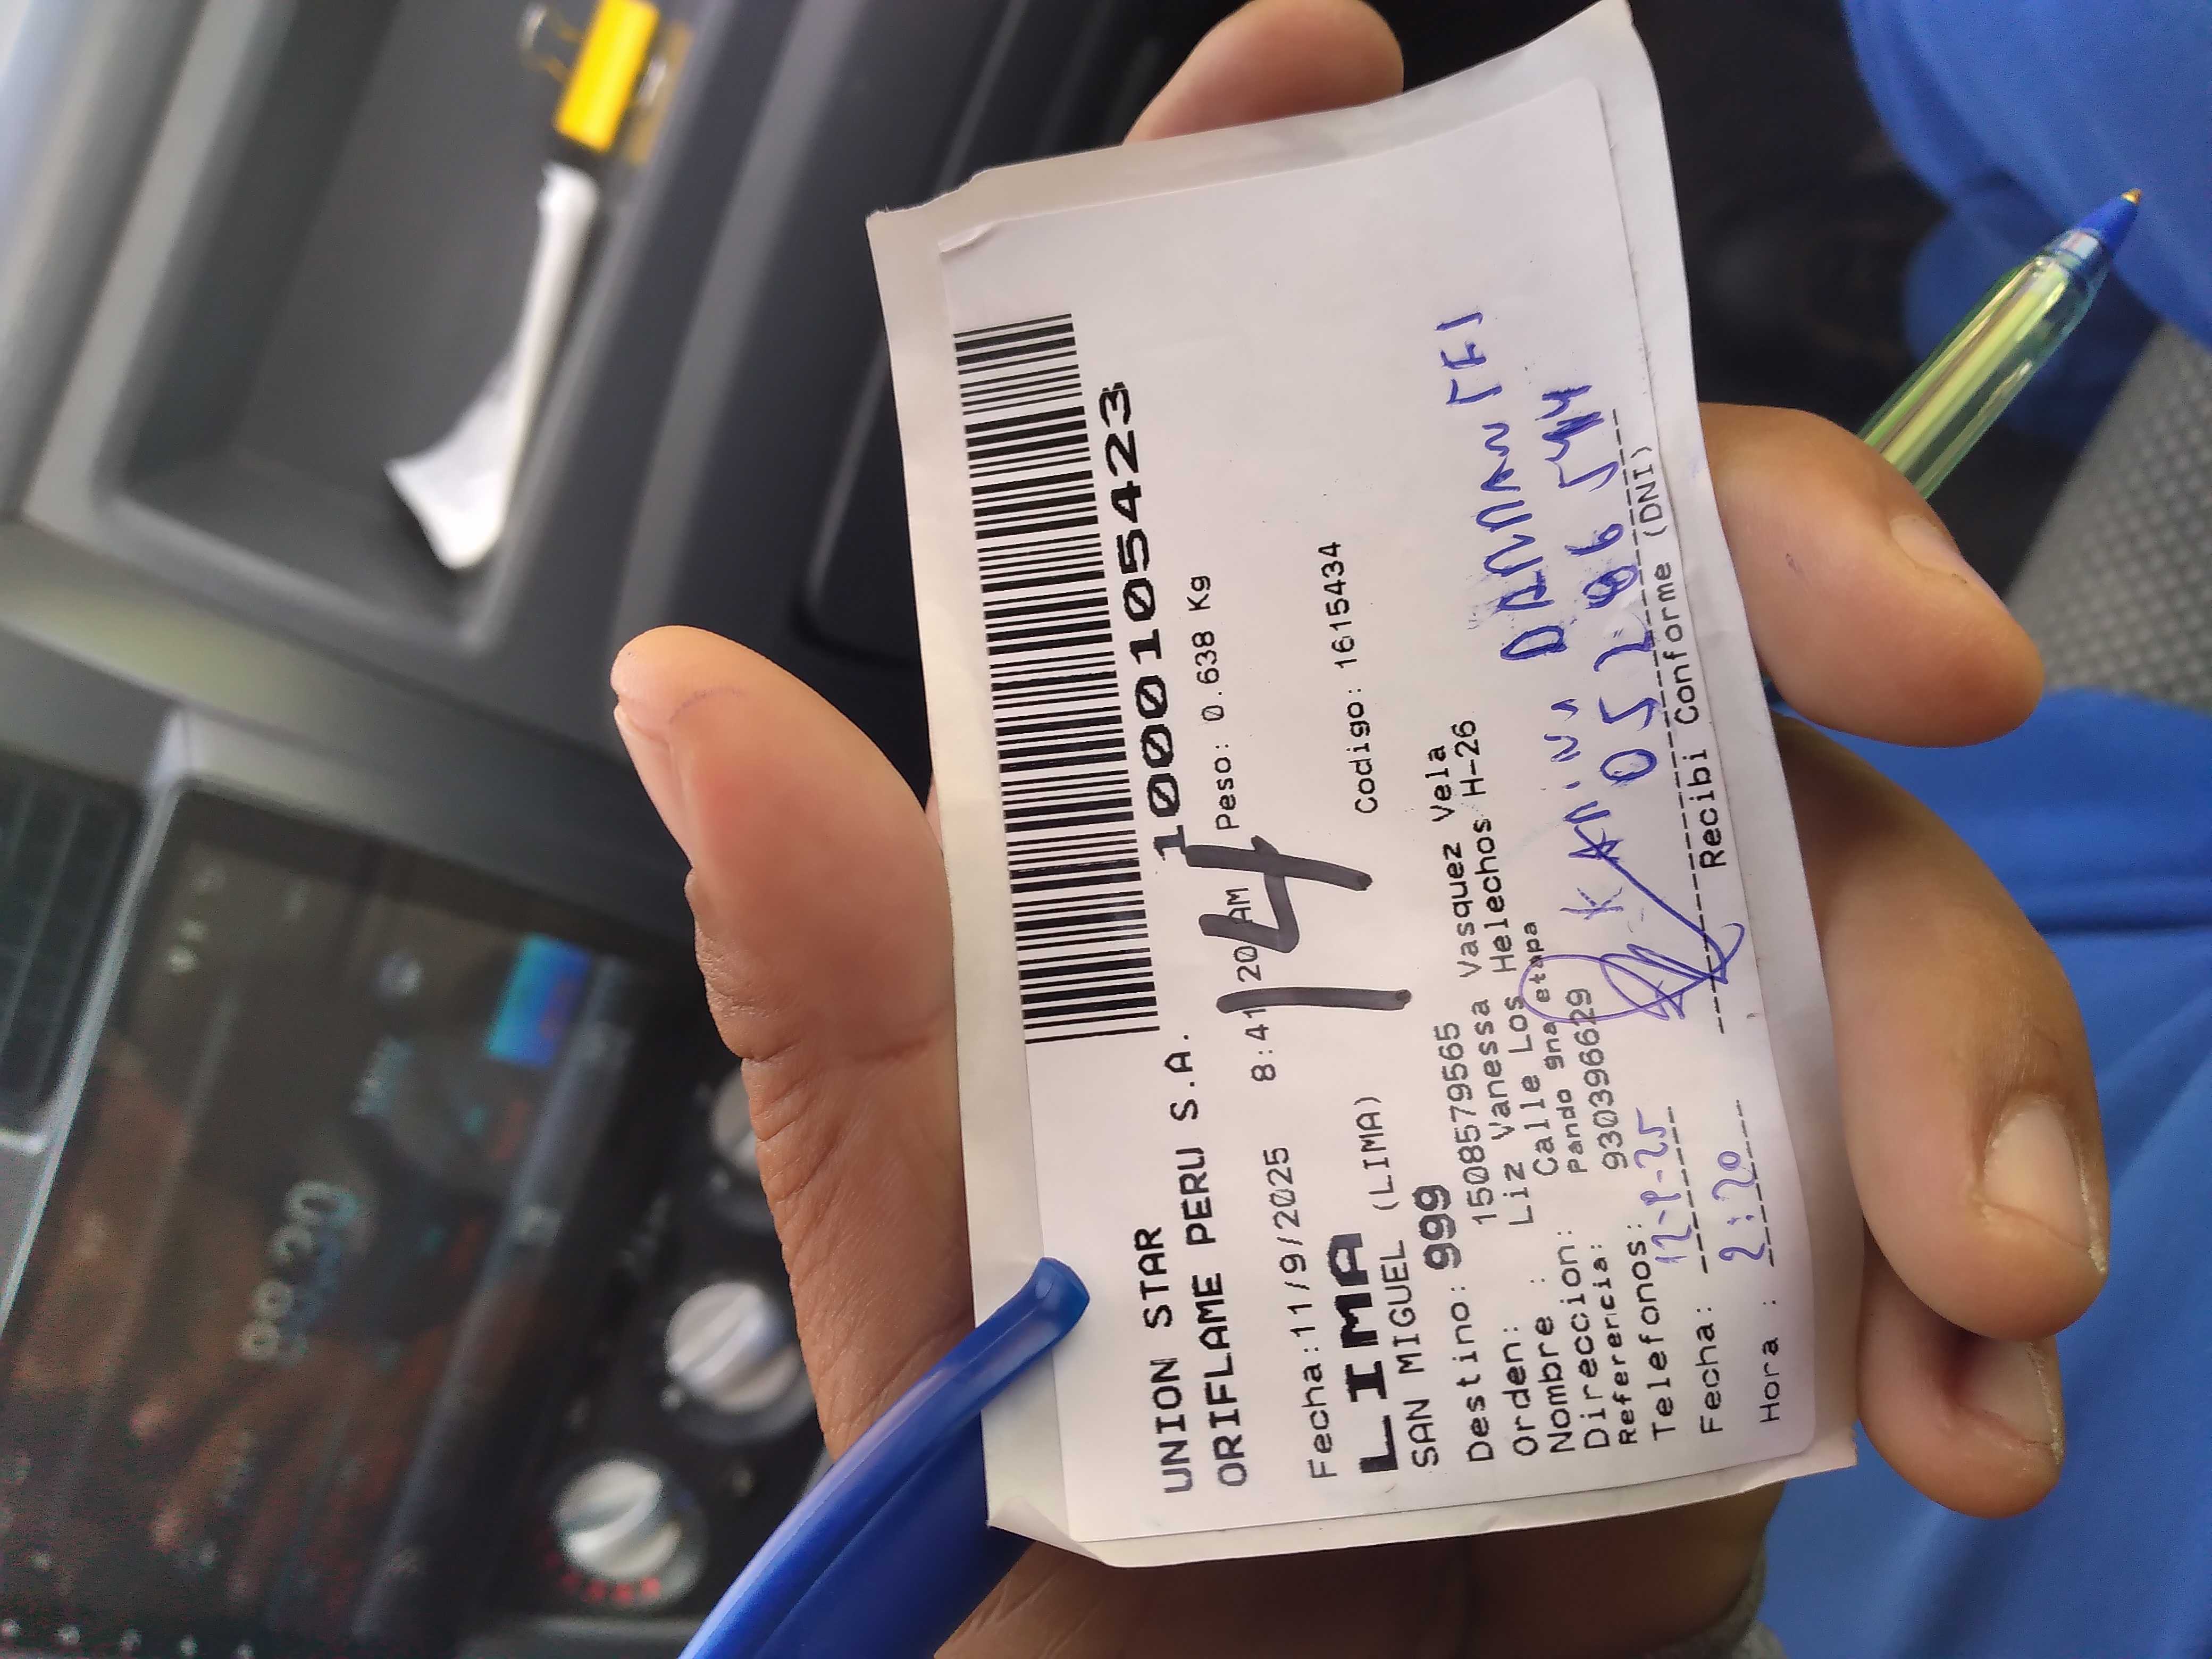 1000105423
UNION STAR
ORIFLAME PERU S.A.
Peso: 0.638 Kg
Fecha:11/9/2025 8:41 20AM
14
LIMA
SAN MIGUEL (LIMA) Codigo: 1615434
Destino: 999
Orden: 1508579565
Nombre : Liz Vanessa Vasquez Vela
Direccion: Calle Los Helechos H-26
Referencia: Pando 9na etapa
Telefonos: 930396629
Fecha: 12-9-25
Hora : 2:20
Recibi Conforme (DNI)